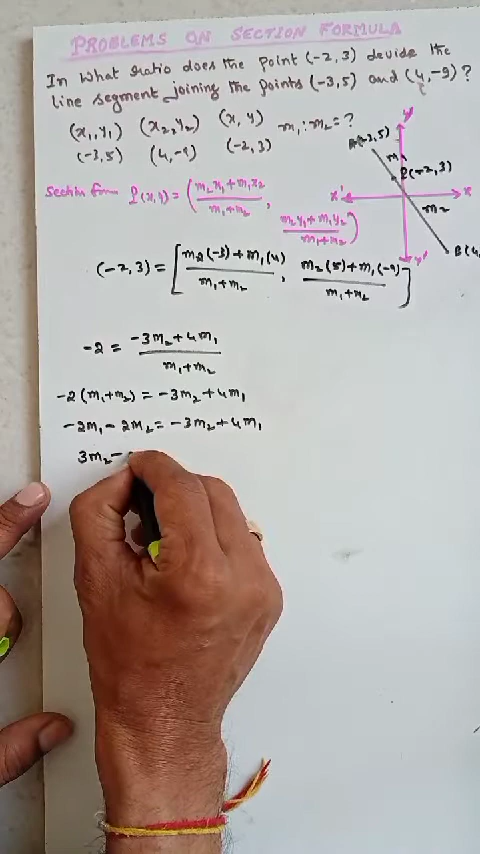 PROBLEMS ON SECTION FORMULA
In what ratio does the point (-2, 3) devide the
line segment joining the points (-3,5) and (4,-9) ?
(x₁,y₁) (x₂,y₂) (x, y) m₁:m₂=?
(-3,5) (4,-9) (-2,3)
A(-3,5)
m₁
P(-2,3)
m₂
B(4,
y'
x' x
y'
Section form P(x,y) = (m₂x₁+m₁x₂/m₁+m₂,
m₂y₁+m₁y₂/m₁+m₂)
(-2,3) = [m₂(-3)+m₁(4)/m₁+m₂, m₂(5)+m₁(-9)/m₁+m₂]
-2 = -3m₂+4m₁/m₁+m₂
-2(m₁+m₂) = -3m₂+4m₁
-2m₁-2m₂ = -3m₂+4m₁
3m₂-